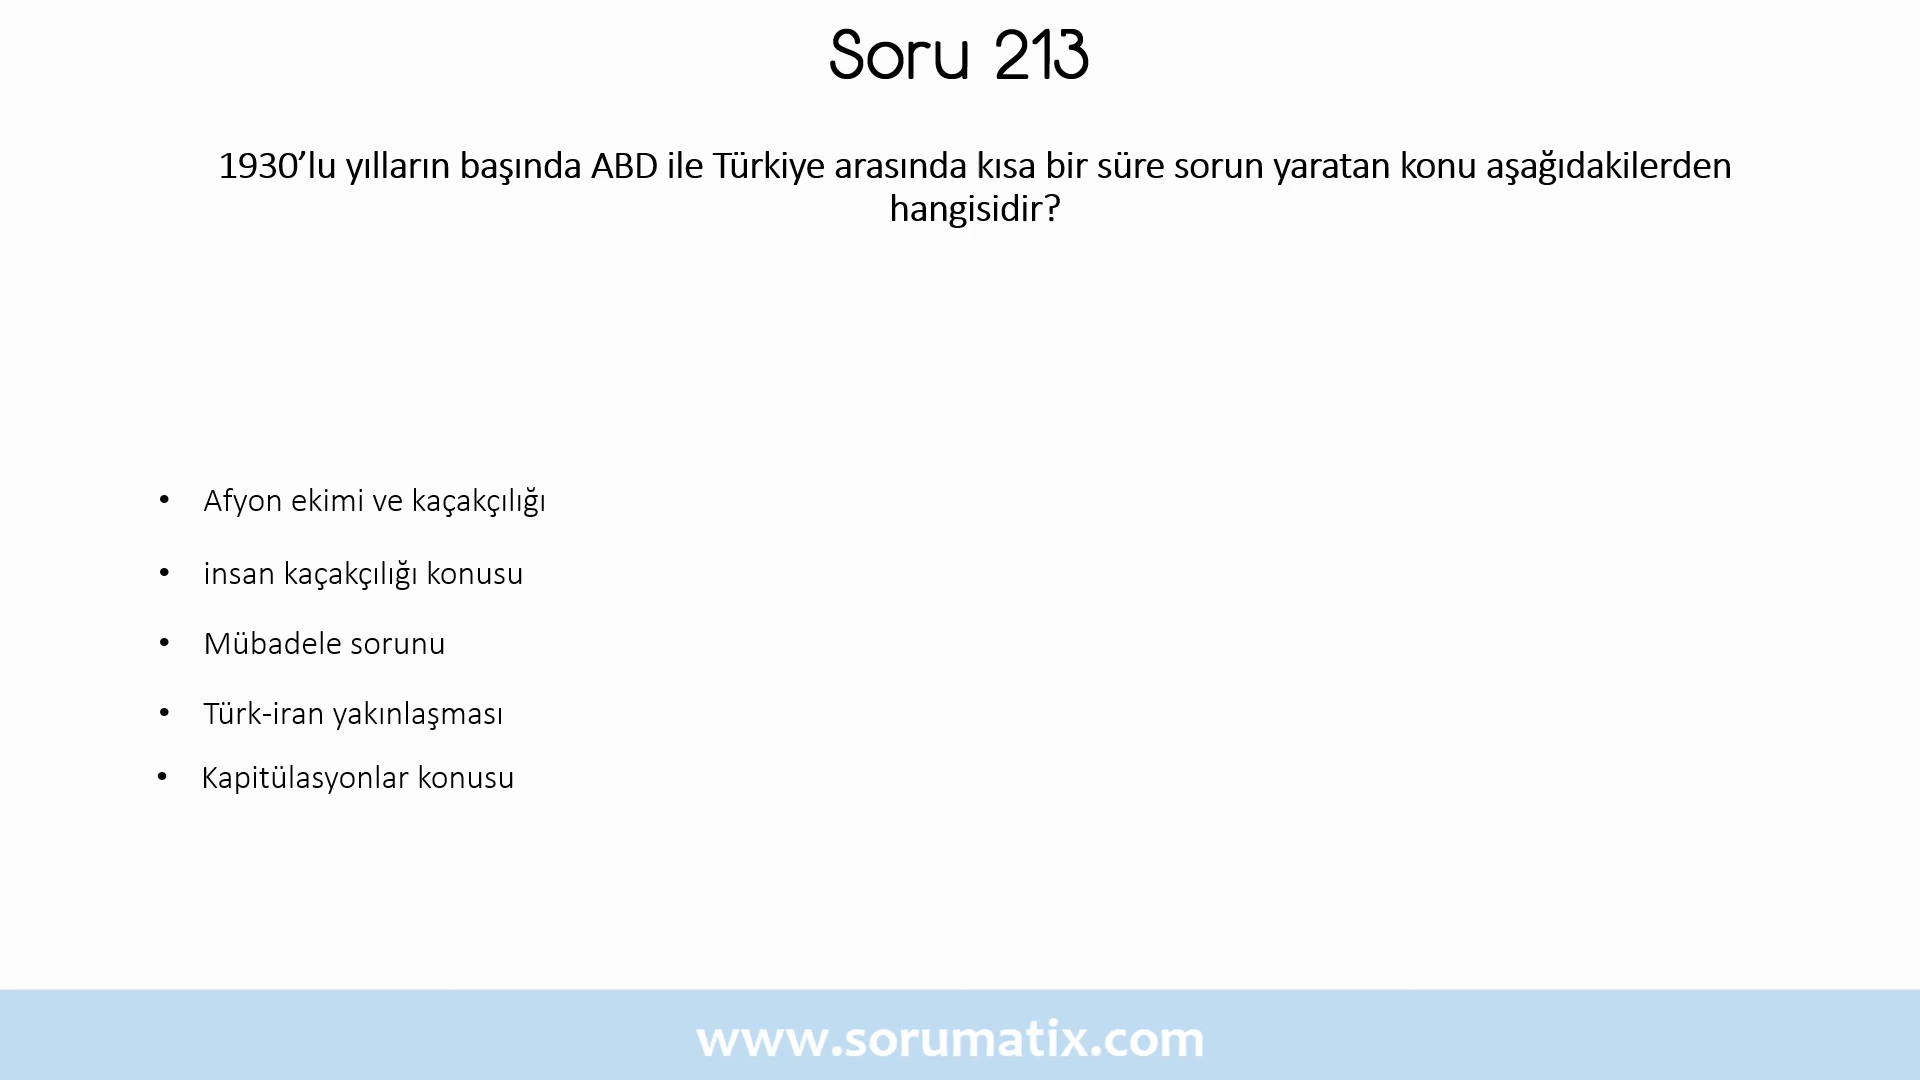 Soru 213
1930’lu yılların başında ABD ile Türkiye arasında kısa bir süre sorun yaratan konu aşağıdakilerden
hangisidir?
• Afyon ekimi ve kaçakçılığı
• insan kaçakçılığı konusu
• Mübadele sorunu
• Türk-iran yakınlaşması
• Kapitülasyonlar konusu
www.sorumatix.com